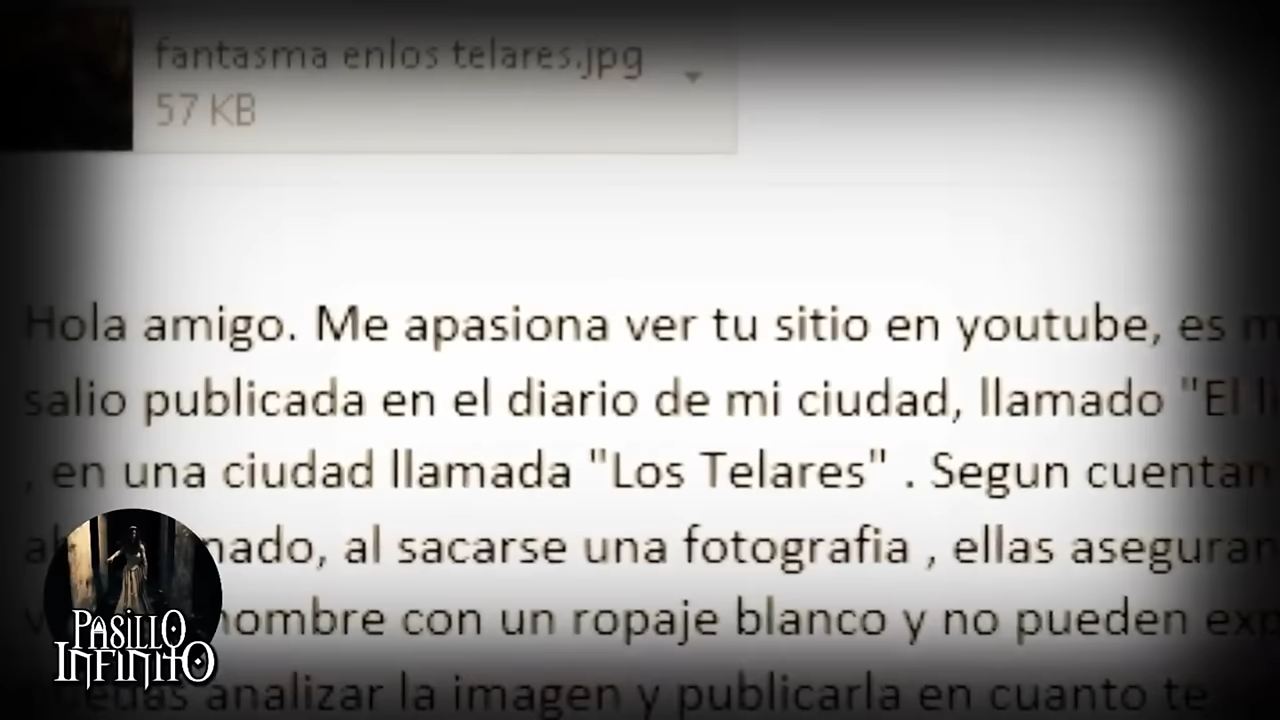 fantasma enlos telares.jpg
57 KB
Hola amigo. Me apasiona ver tu sitio en youtube, es
salio publicada en el diario de mi ciudad, llamado "El
, en una ciudad llamada "Los Telares" . Segun cuentan
al sacarse una fotografia , ellas aseguran
hombre con un ropaje blanco y no pueden
analizar la imagen y publicarla en cuanto te
PASILLO
INFINITO